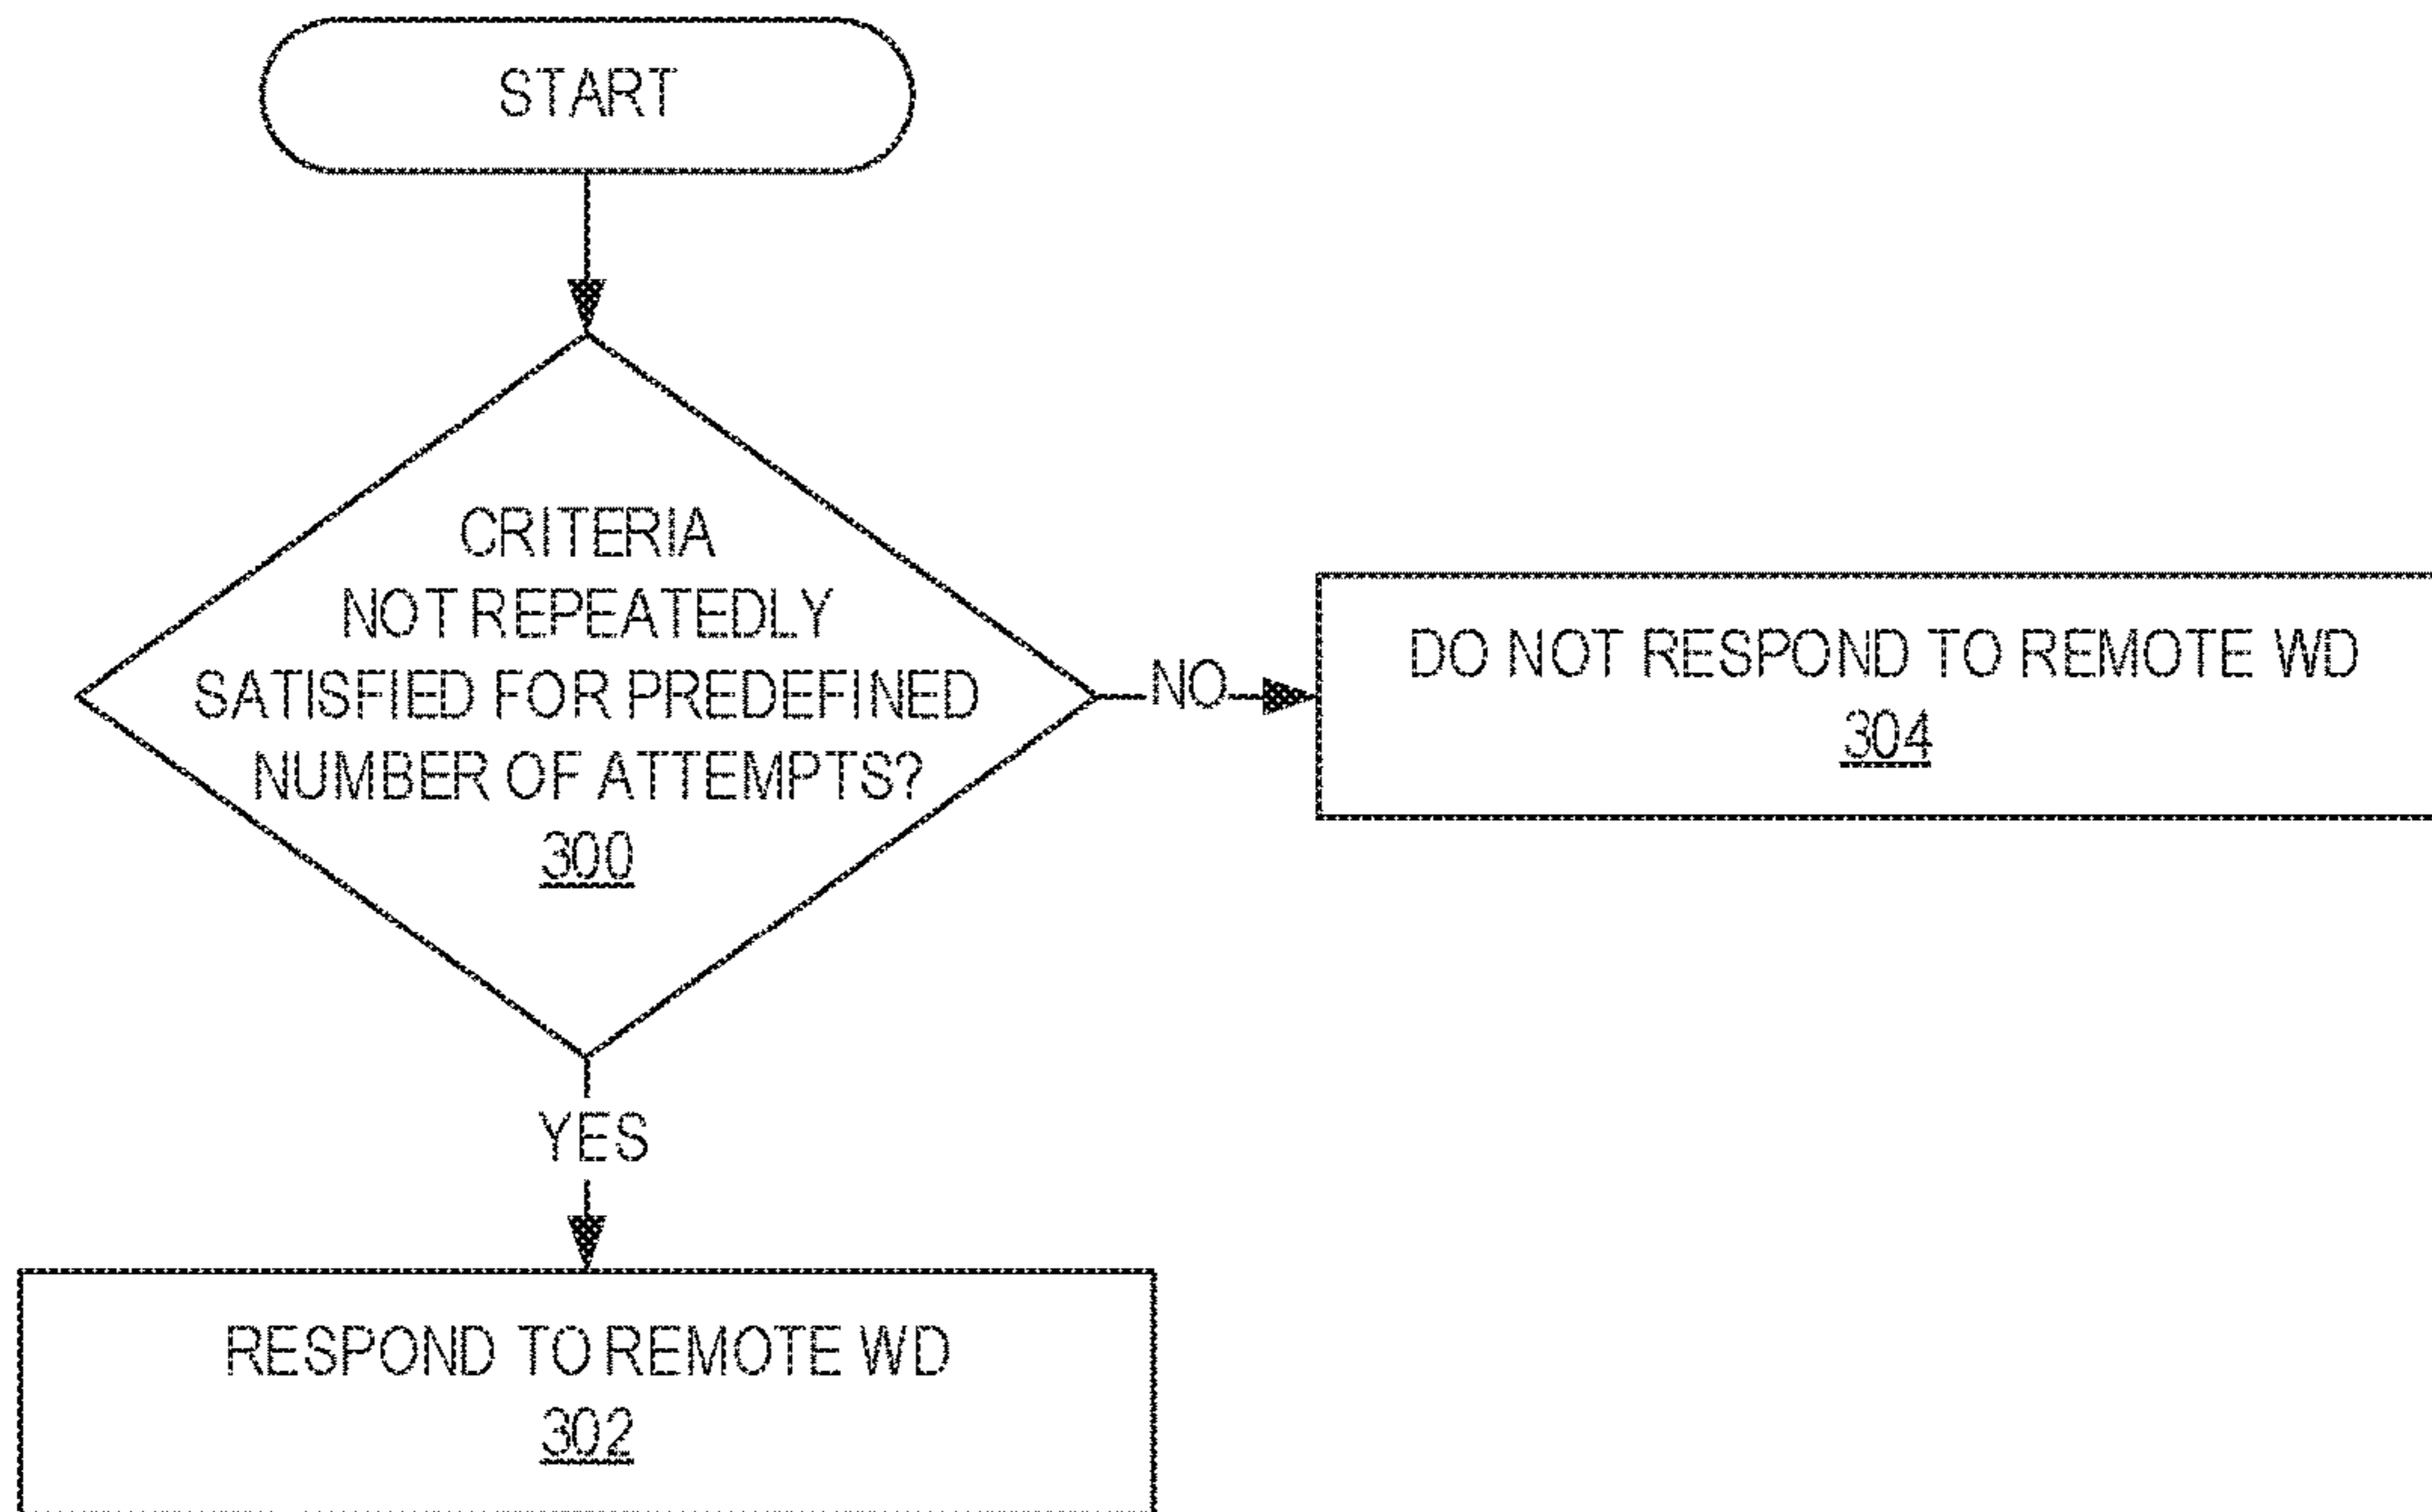 START
CRITERIA
NOT REPEATEDLY
SATISFIED FOR PREDEFINED
NUMBER OF ATTEMPTS?
300
NO
DO NOT RESPOND TO REMOTE WD
304
YES
RESPOND TO REMOTE WD
302